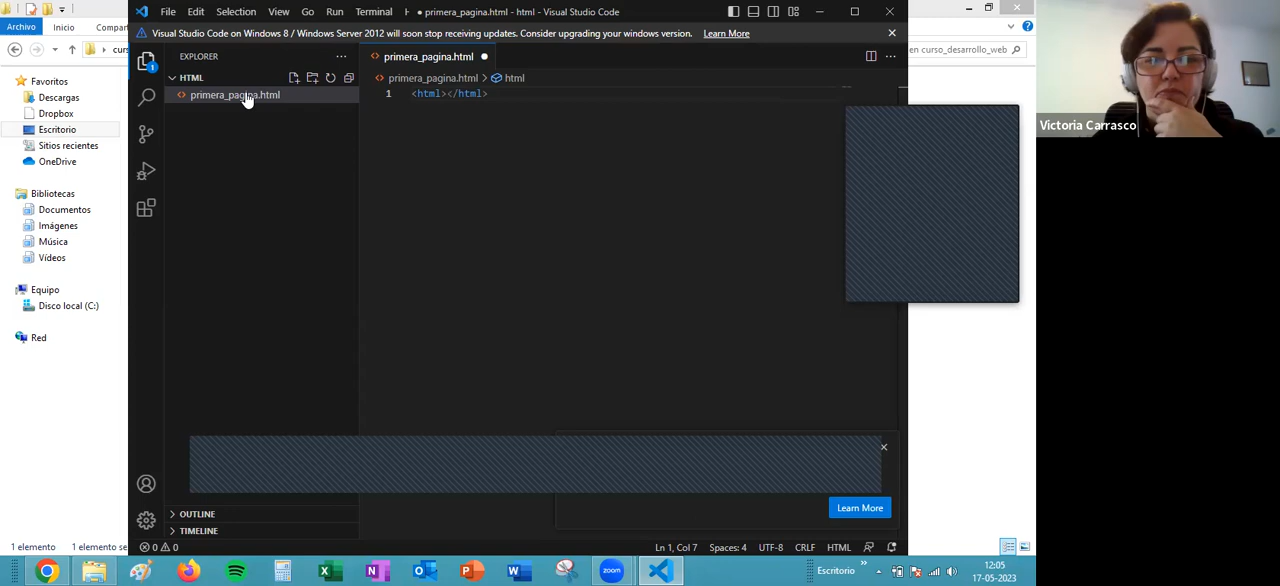 File Edit Selection View Go Run Terminal primera_pagina.html - html - Visual Studio Code
Archivo Inicio
Visual Studio Code on Windows 8 / Windows Server 2012 will soon stop receiving updates. Consider upgrading your windows version. Learn More
EXPLORER
primera_pagina.html
en curso_desarrollo_web
HTML
primera_pagina.html > html
primera_pagina.html
1 <html></html>
Favoritos
Descargas
Dropbox
Escritorio
Sitios recientes
OneDrive
Bibliotecas
Documentos
Imágenes
Música
Vídeos
Equipo
Disco local (C:)
Red
Victoria Carrasco
Learn More
OUTLINE
TIMELINE
1 elemento
0 0
Ln 1, Col 7 Spaces: 4 UTF-8 CRLF HTML
Escritorio
12:05
17-05-2023